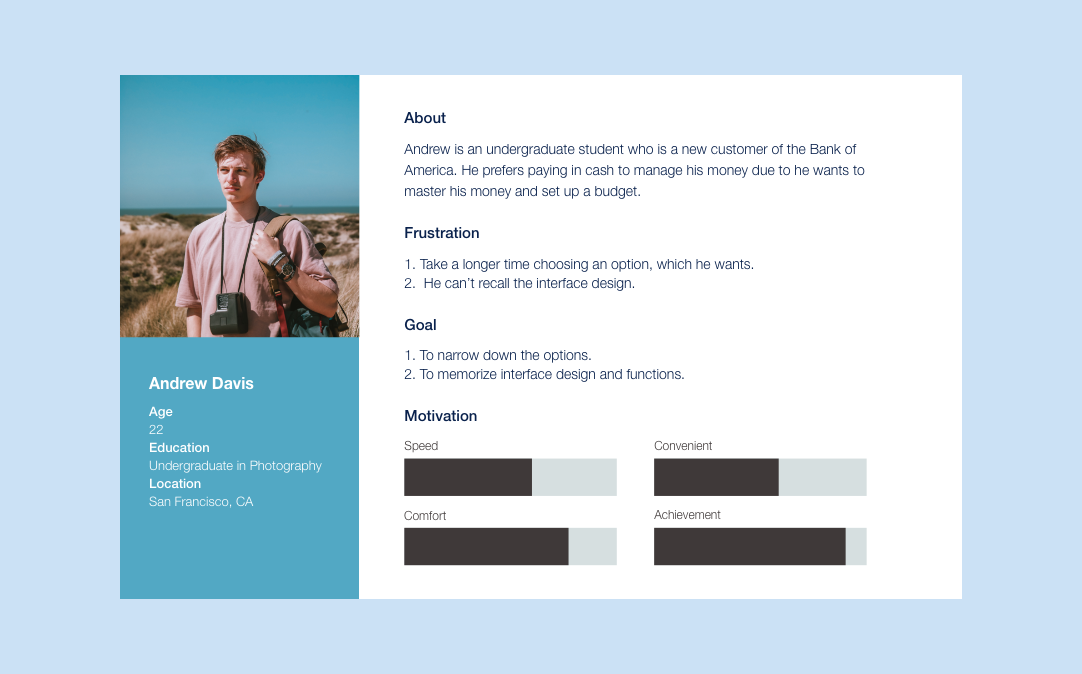 Andrew Davis
Age
22
Education
Undergraduate in Photography
Location
San Francisco, CA
About
Andrew is an undergraduate student who is a new customer of the Bank of
America. He prefers paying in cash to manage his money due to he wants to
master his money and set up a budget.
Frustration
1. Take a longer time choosing an option, which he wants.
2.  He can’t recall the interface design.
Goal
1. To narrow down the options.
2. To memorize interface design and functions.
Motivation
Speed
Convenient
Comfort
Achievement